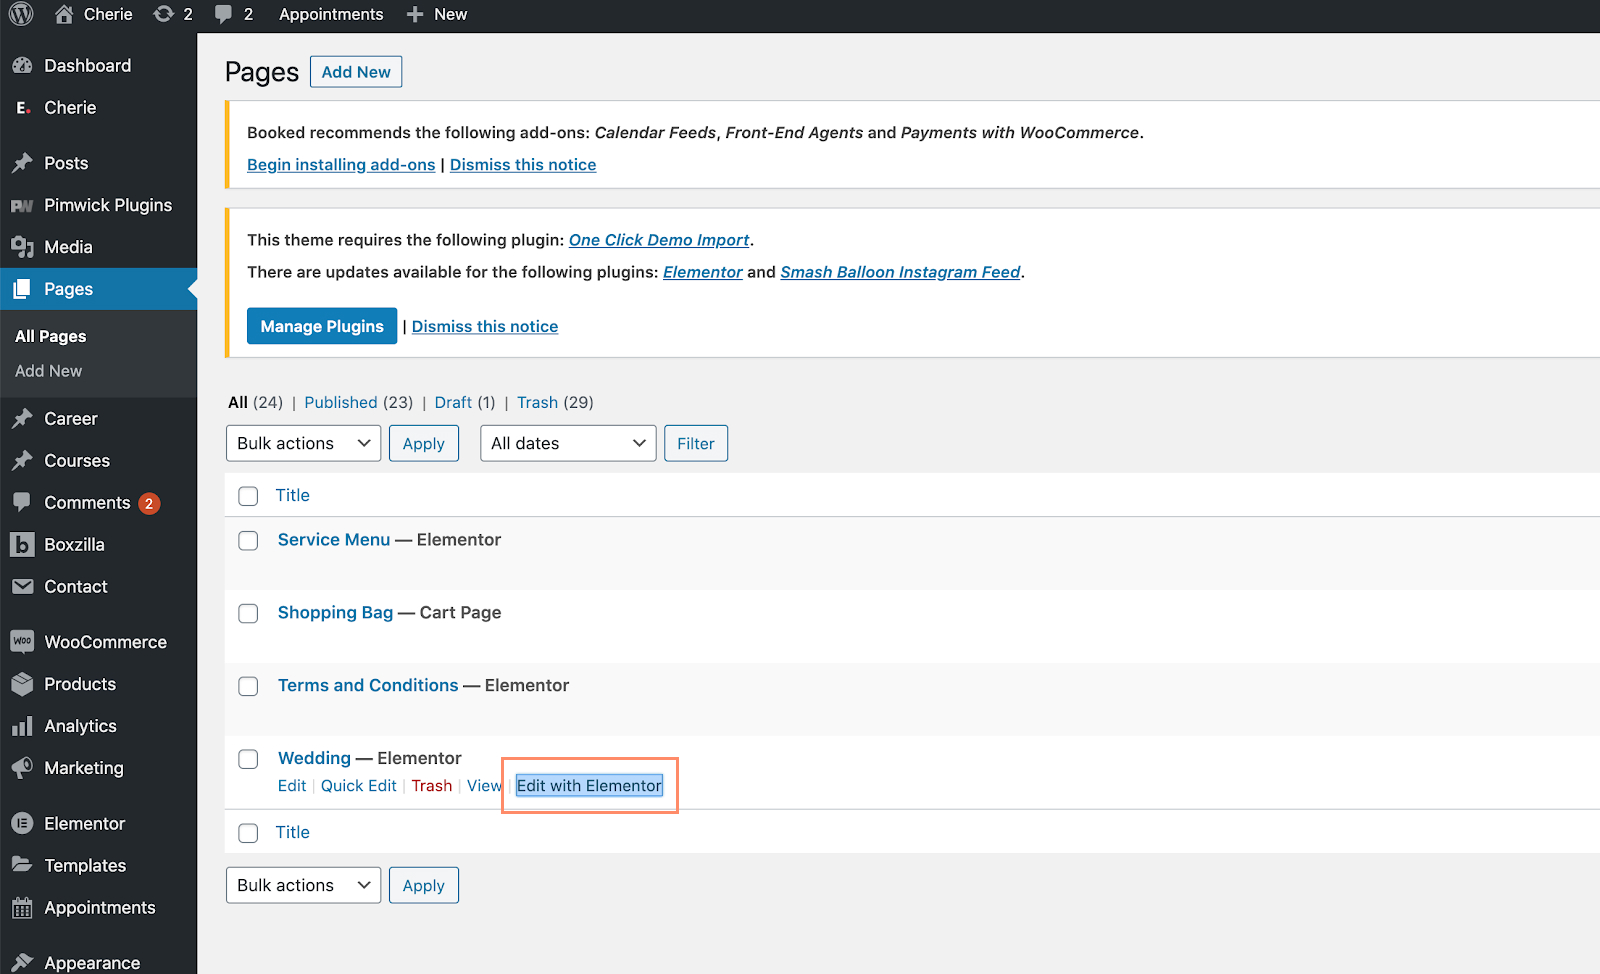 Cherie 2 2 Appointments New
Dashboard
E. Cherie
Posts
PW Pimwick Plugins
Media
Pages
All Pages
Add New
Career
Courses
Comments 2
b Boxzilla
Contact
Woo WooCommerce
Products
Analytics
Marketing
Elementor
Templates
Appointments
Appearance
Pages Add New
Booked recommends the following add-ons: Calendar Feeds, Front-End Agents and Payments with WooCommerce.
Begin installing add-ons | Dismiss this notice
This theme requires the following plugin: One Click Demo Import.
There are updates available for the following plugins: Elementor and Smash Balloon Instagram Feed.
Manage Plugins | Dismiss this notice
All (24) | Published (23) | Draft (1) | Trash (29)
Bulk actions Apply All dates Filter
Title
Service Menu — Elementor
Shopping Bag — Cart Page
Terms and Conditions — Elementor
Wedding — Elementor
Edit | Quick Edit | Trash | View | Edit with Elementor
Title
Bulk actions Apply